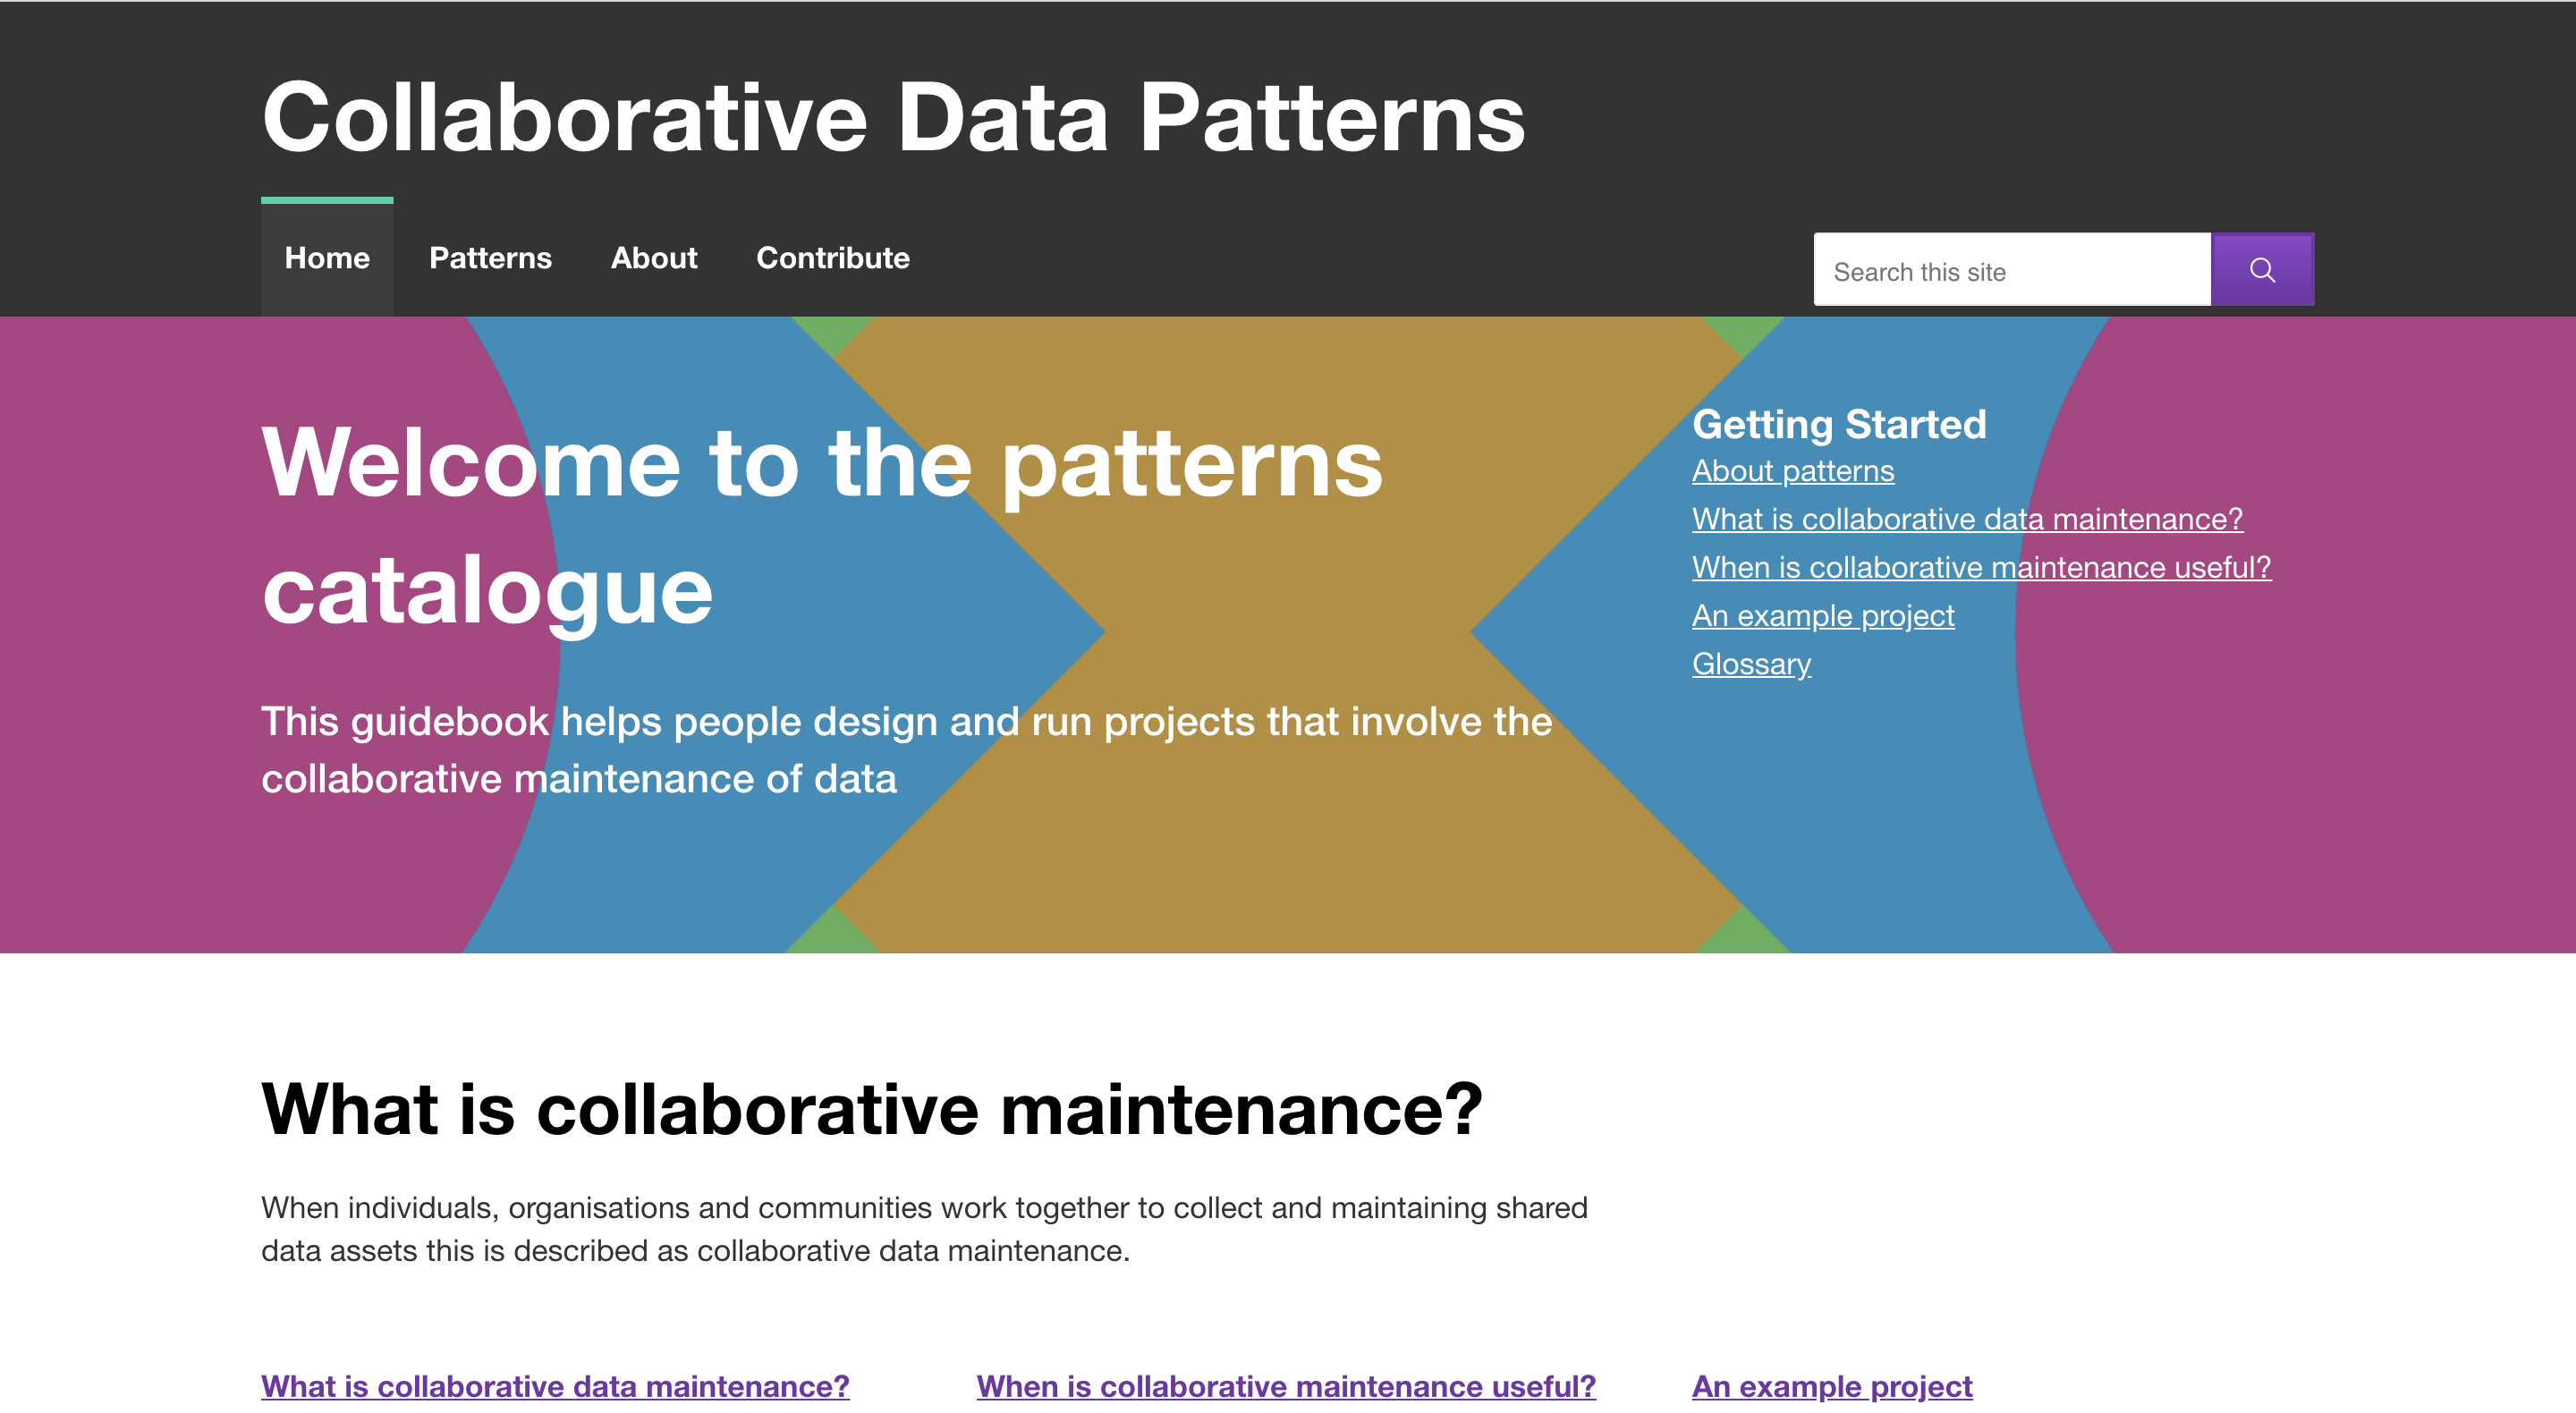 Collaborative Data Patterns
Home
Patterns
About
Contribute
Search this site
Welcome to the patterns
catalogue
This guidebook helps people design and run projects that involve the
collaborative maintenance of data
Getting Started
About patterns
What is collaborative data maintenance?
When is collaborative maintenance useful?
An example project
Glossary
What is collaborative maintenance?
When individuals, organisations and communities work together to collect and maintaining shared
data assets this is described as collaborative data maintenance.
What is collaborative data maintenance?
When is collaborative maintenance useful?
An example project